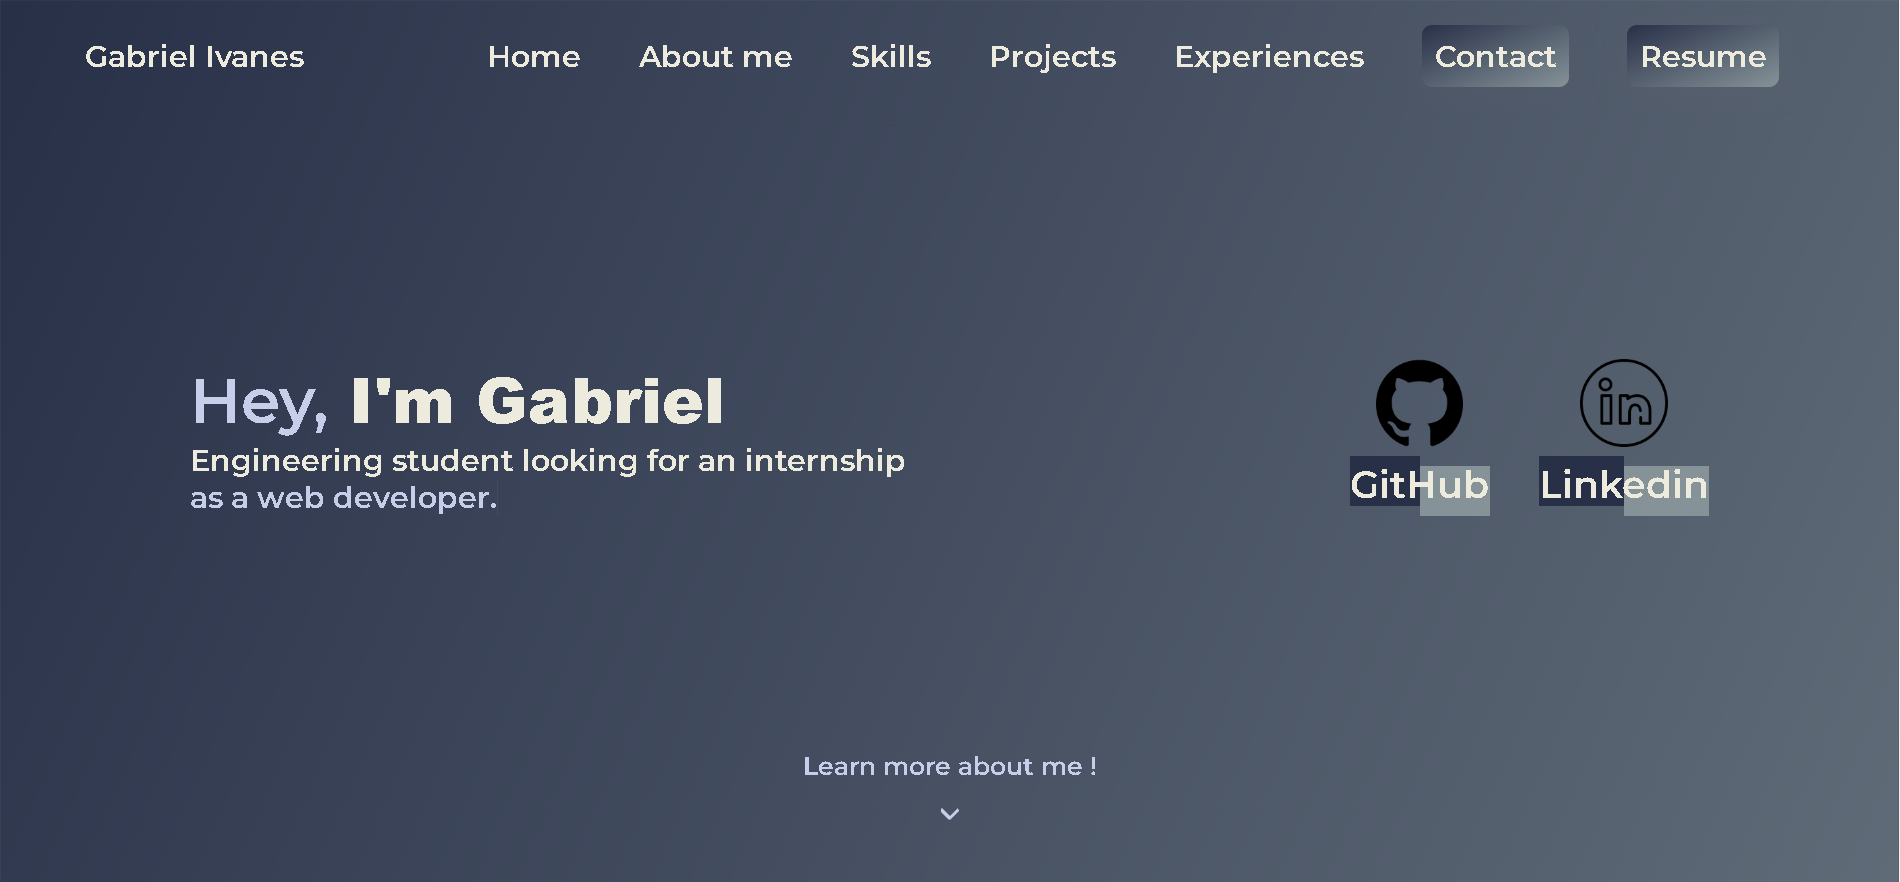 Gabriel Ivanes Home About me Skills Projects Experiences Contact Resume
Hey, I'm Gabriel
Engineering student looking for an internship
as a web developer.
in
GitHub Linkedin
Learn more about me !